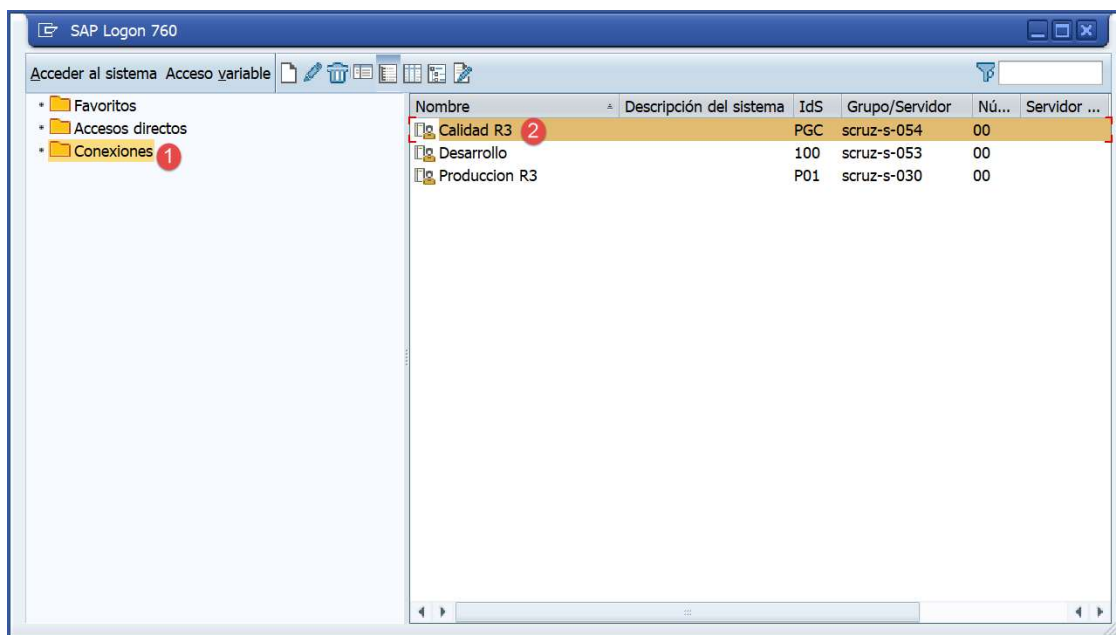 SAP Logon 760
Acceder al sistema Acceso variable
Favoritos
Accesos directos
Conexiones 1
Nombre Descripción del sistema IdS Grupo/Servidor Nú... Servidor ...
Calidad R3 2 PGC scruz-s-054 00
Desarrollo 100 scruz-s-053 00
Produccion R3 P01 scruz-s-030 00